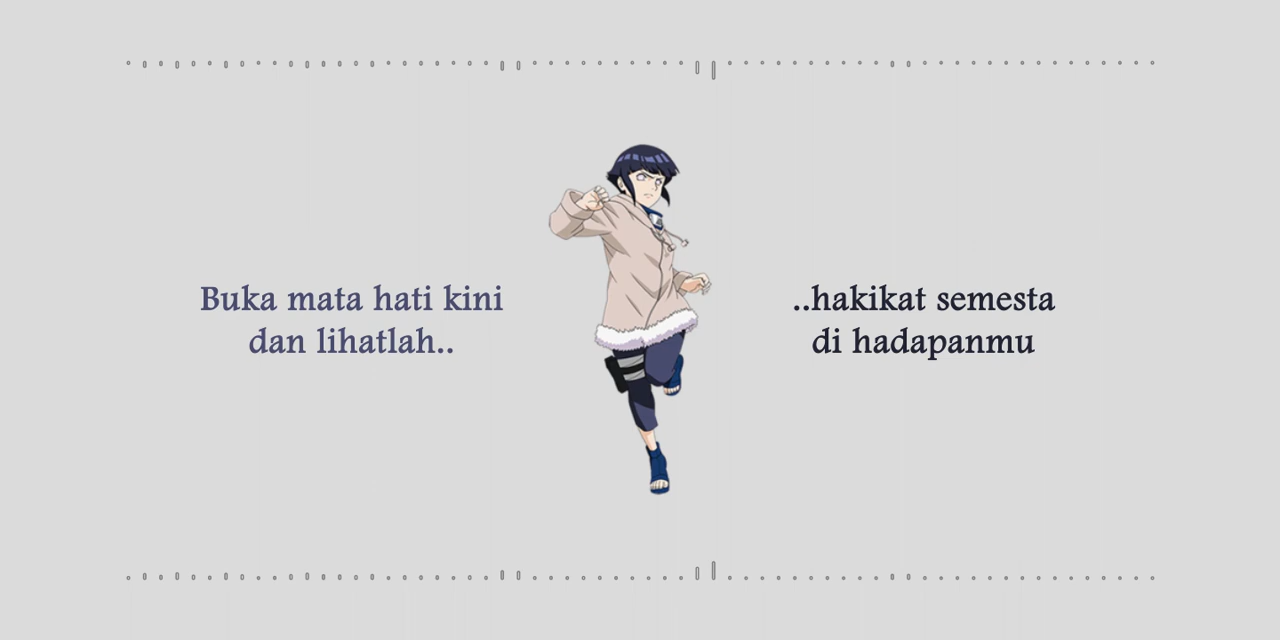 Buka mata hati kini
dan lihatlah..
..hakikat semesta
di hadapanmu